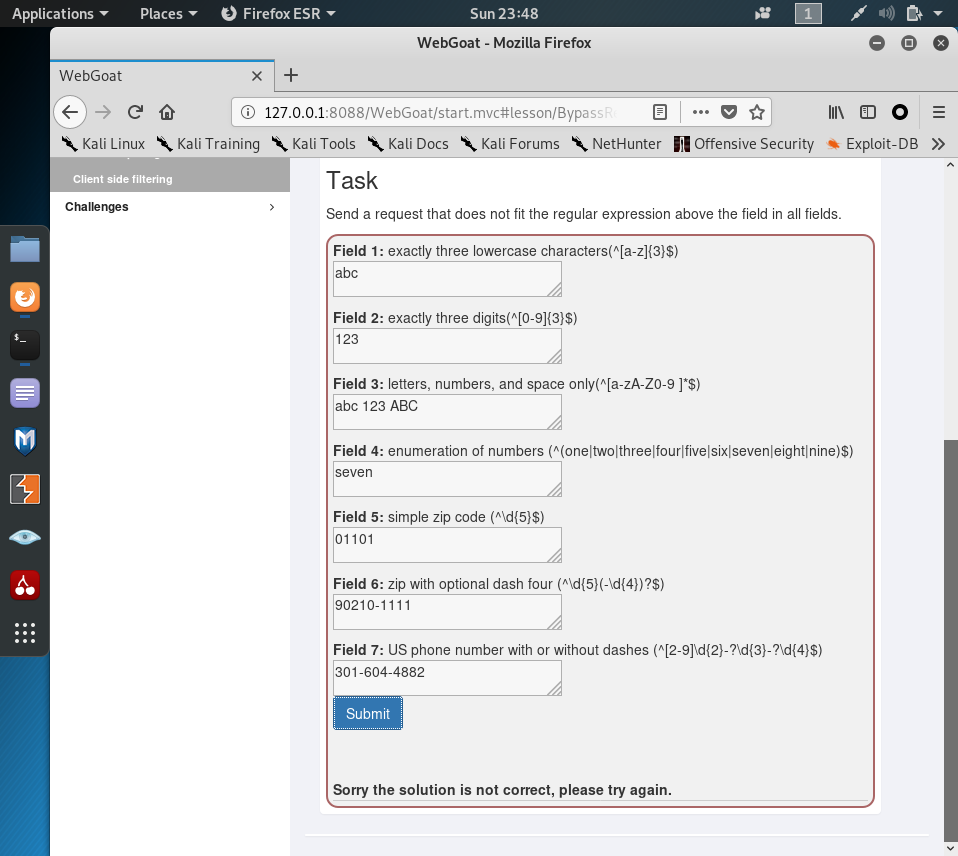 Applications Places Firefox ESR Sun 23:48 1
WebGoat - Mozilla Firefox
WebGoat
127.0.0.1:8088/WebGoat/start.mvc#lesson/BypassR
Kali Linux Kali Training Kali Tools Kali Docs Kali Forums NetHunter Offensive Security Exploit-DB
Client side filtering
Challenges
Task
Send a request that does not fit the regular expression above the field in all fields.
Field 1: exactly three lowercase characters(^[a-z]{3}$)
abc
Field 2: exactly three digits(^[0-9]{3}$)
123
Field 3: letters, numbers, and space only(^[a-zA-Z0-9 ]*$)
abc 123 ABC
Field 4: enumeration of numbers (^(one|two|three|four|five|six|seven|eight|nine)$)
seven
Field 5: simple zip code (^\d{5}$)
01101
Field 6: zip with optional dash four (^\d{5}(-\d{4})?$)
90210-1111
Field 7: US phone number with or without dashes (^[2-9]\d{2}-?\d{3}-?\d{4}$)
301-604-4882
Submit
Sorry the solution is not correct, please try again.